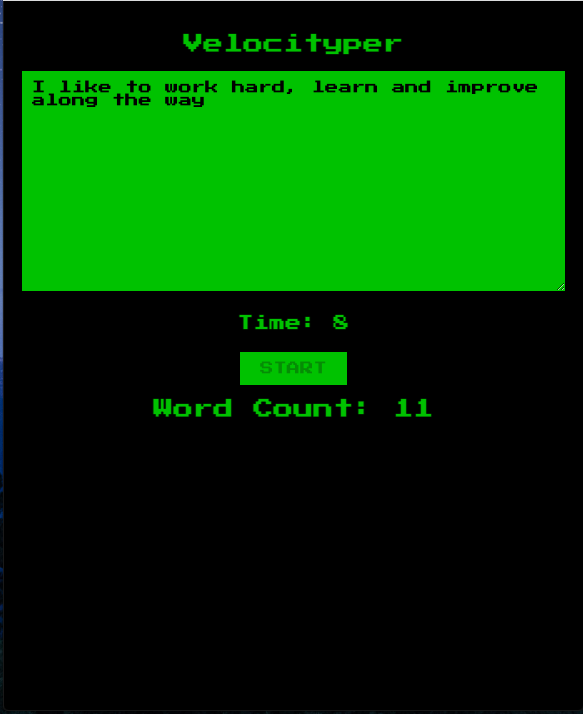 Velocityper
I like to work hard, learn and improve
along the way
Time: 8
START
Word Count: 11